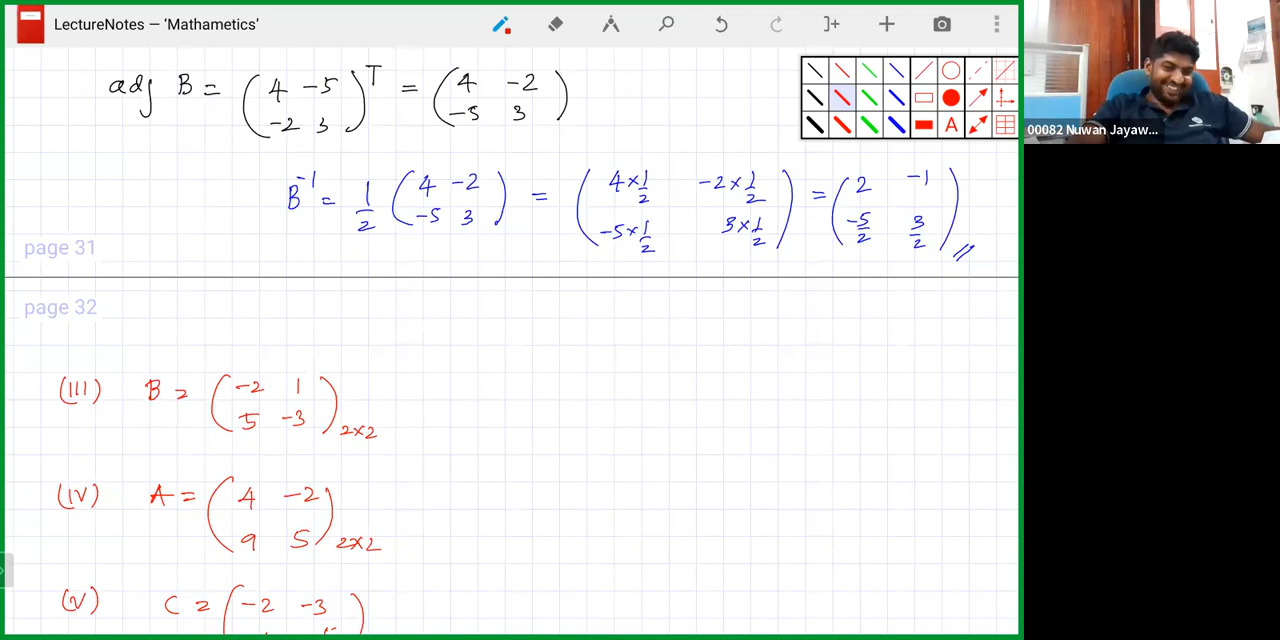 LectureNotes — ‘Mathametics’
adj B = (4 -5 -2 3)ᵀ = (4 -2 -5 3)
B⁻¹ = 1/2 (4 -2 -5 3) = (4×1/2 -2×1/2 -5×1/2 3×1/2) = (2 -1 -5/2 3/2)//
page 31
page 32
(III) B = (-2 1 5 -3)2×2
(IV) A = (4 -2 9 5)2×2
(V) C = (-2 -3
A
00082 Nuwan Jayaw...